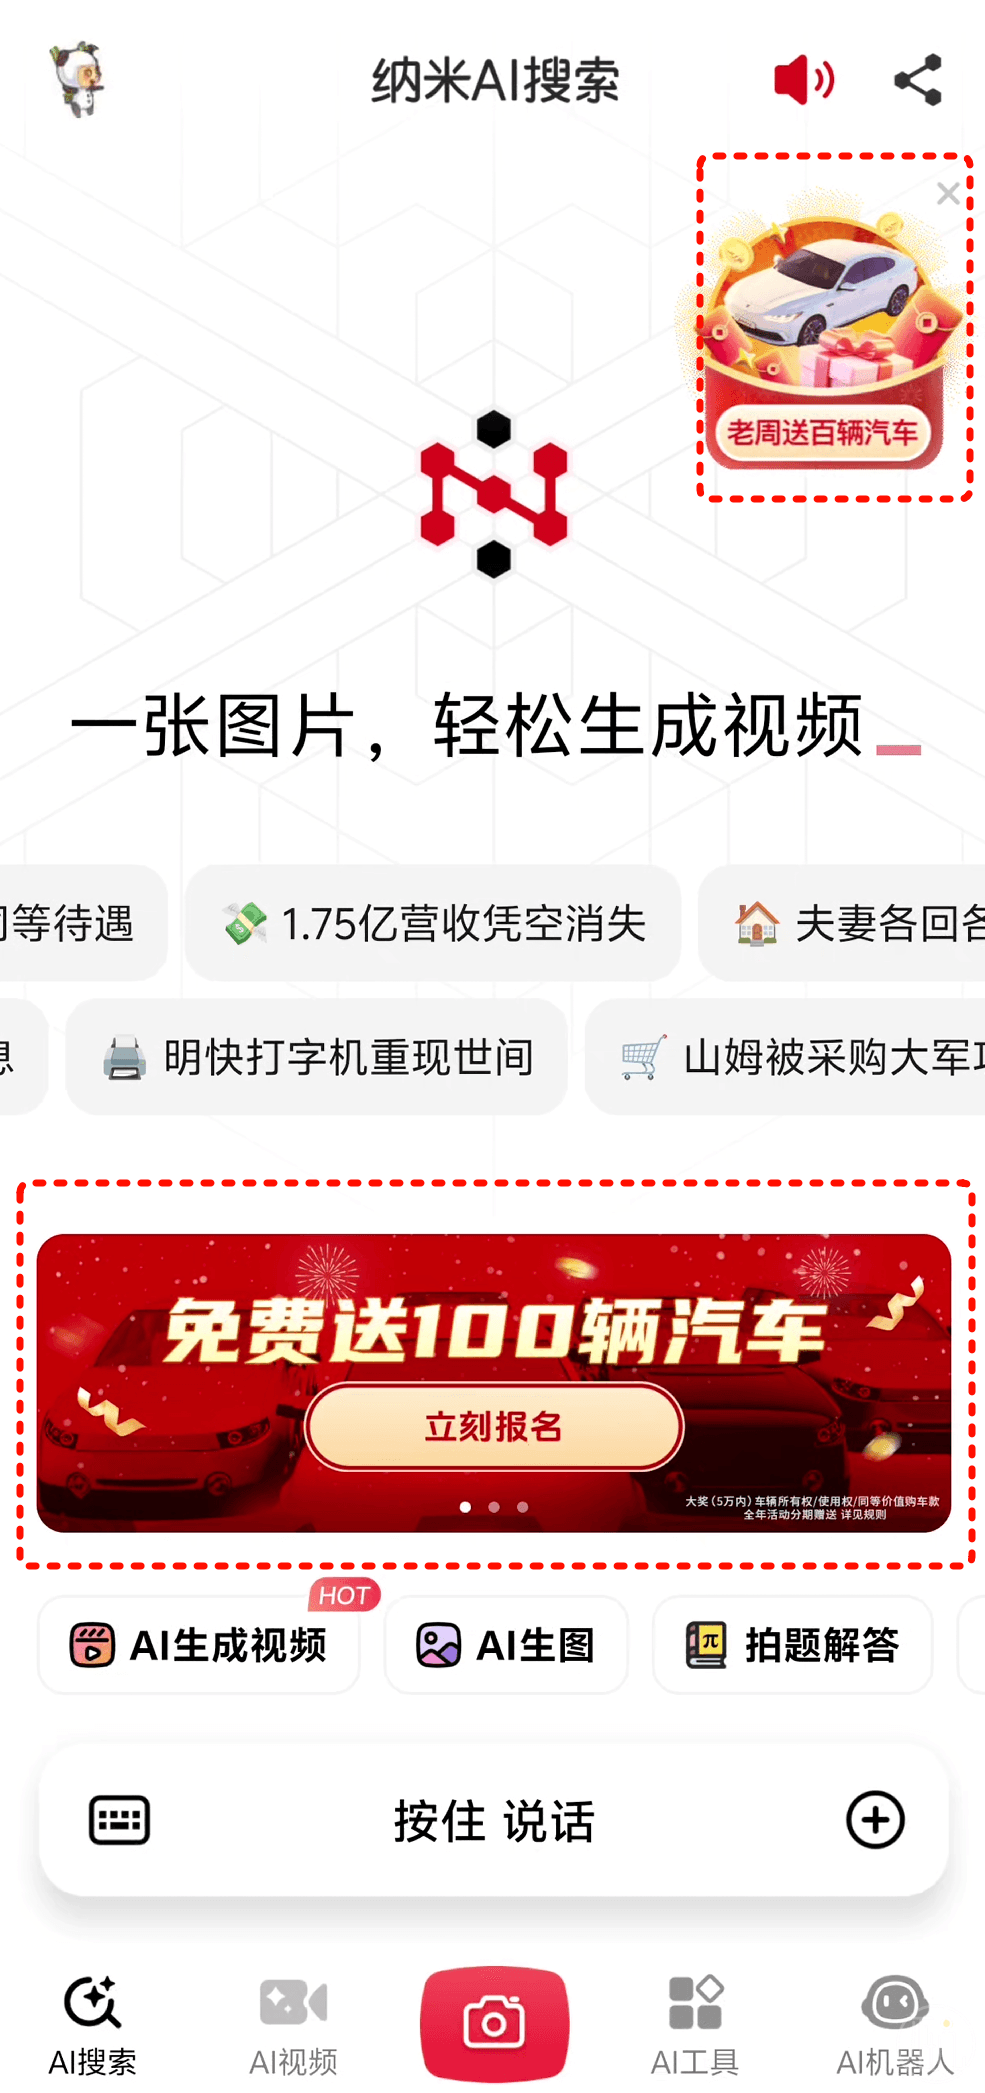 纳米AI搜索
老周送百辆汽车
一张图片，轻松生成视频_
同等待遇
1.75亿营收凭空消失
夫妻各回各
息
明快打字机重现世间
山姆被采购大军攻
免费送100辆汽车
立刻报名
大奖（5万内）车辆所有权/使用权/同等价值购车款
全年活动分期赠送 详见规则
HOT
AI生成视频
AI生图
拍题解答
按住 说话
AI搜索
AI视频
AI工具
AI机器人